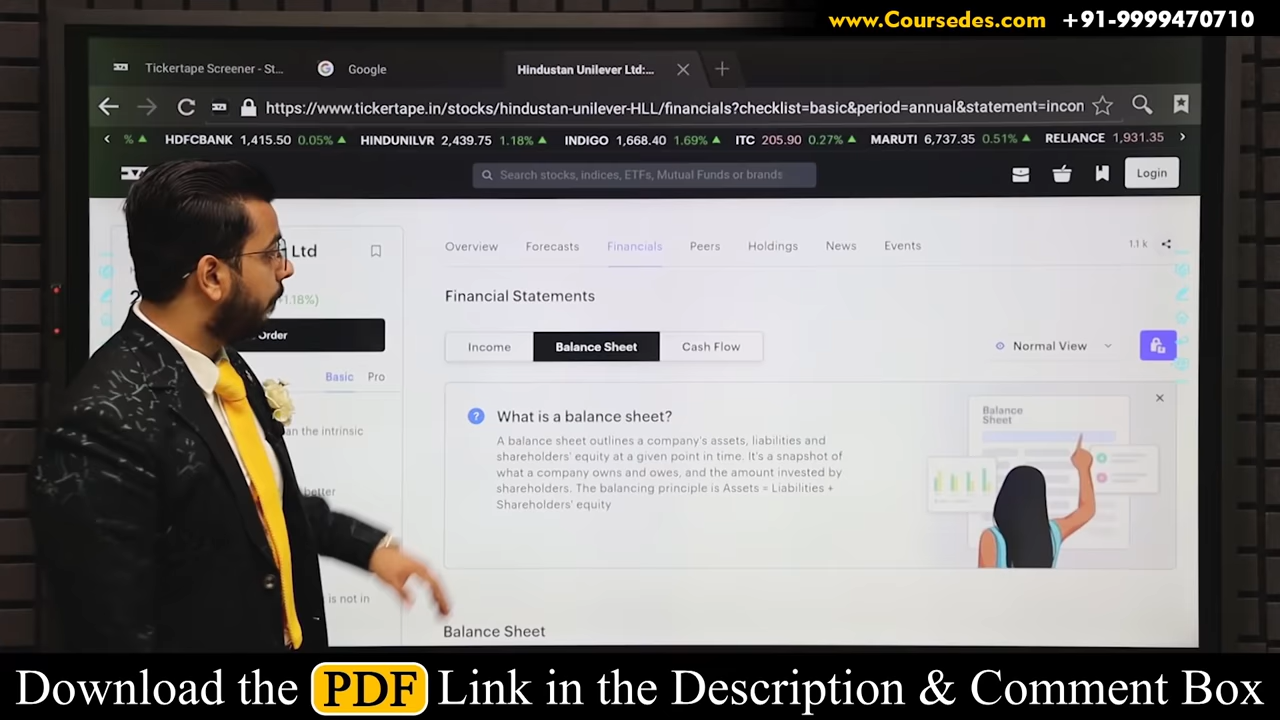 www.Coursedes.com +91-9999470710
Tickertape Screener - St...
Google
Hindustan Unilever Ltd:...
https://www.tickertape.in/stocks/hindustan-unilever-HLL/financials?checklist=basic&period=annual&statement=incon
% HDFCBANK 1,415.50 0.05% HINDUNILVR 2,439.75 1.18% INDIGO 1,668.40 1.69% ITC 205.90 0.27% MARUTI 6,737.35 0.51% RELIANCE 1,931.35
Search stocks, indices, ETFs, Mutual Funds or brands
Login
Ltd
Overview Forecasts Financials Peers Holdings News Events
1.1 k
2
+1.18%)
Order
Basic Pro
an the intrinsic
better
is not in
Financial Statements
Income Balance Sheet Cash Flow
Normal View
What is a balance sheet?
A balance sheet outlines a company's assets, liabilities and
shareholders' equity at a given point in time. It's a snapshot of
what a company owns and owes, and the amount invested by
shareholders. The balancing principle is Assets = Liabilities +
Shareholders' equity
Balance
Sheet
Balance Sheet
Download the PDF Link in the Description & Comment Box